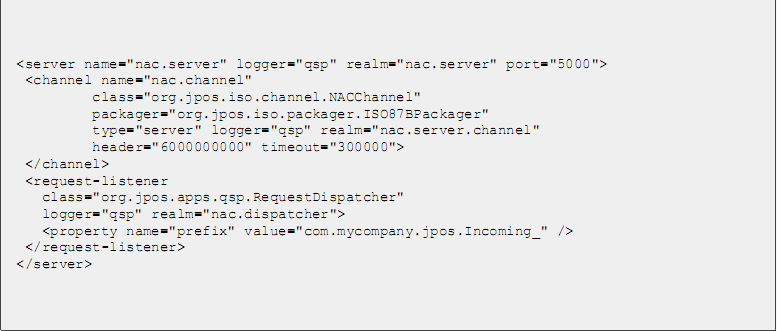 <server name="nac.server" logger="qsp" realm="nac.server" port="5000">
<channel name="nac.channel"
class="org.jpos.iso.channel.NACChannel"
packager="org.jpos.iso.packager.ISO87BPackager"
type="server" logger="qsp" realm="nac.server.channel"
header="6000000000" timeout="300000">
</channel>
<request-listener
class="org.jpos.apps.qsp.RequestDispatcher"
logger="qsp" realm="nac.dispatcher">
<property name="prefix" value="com.mycompany.jpos.Incoming_" />
</request-listener>
</server>